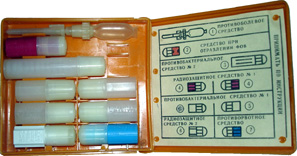 ПРОТИВОБОЛЕВОЕ
СРЕДСТВО
СРЕДСТВО ПРИ
ОТРАВЛЕНИИ ФОВ
ПРОТИВОБАКТЕРИАЛЬНОЕ
СРЕДСТВО № 2
РАДИОЗАЩИТНОЕ СРЕДСТВО № 1
ПРОТИВОБАКТЕРИАЛЬНОЕ
СРЕДСТВО № 1
РАДИОЗАЩИТНОЕ
СРЕДСТВО № 2
ПРОТИВОРВОТНОЕ
СРЕДСТВО
ПРИНИМАТЬ ПО ИНСТРУКЦИИ